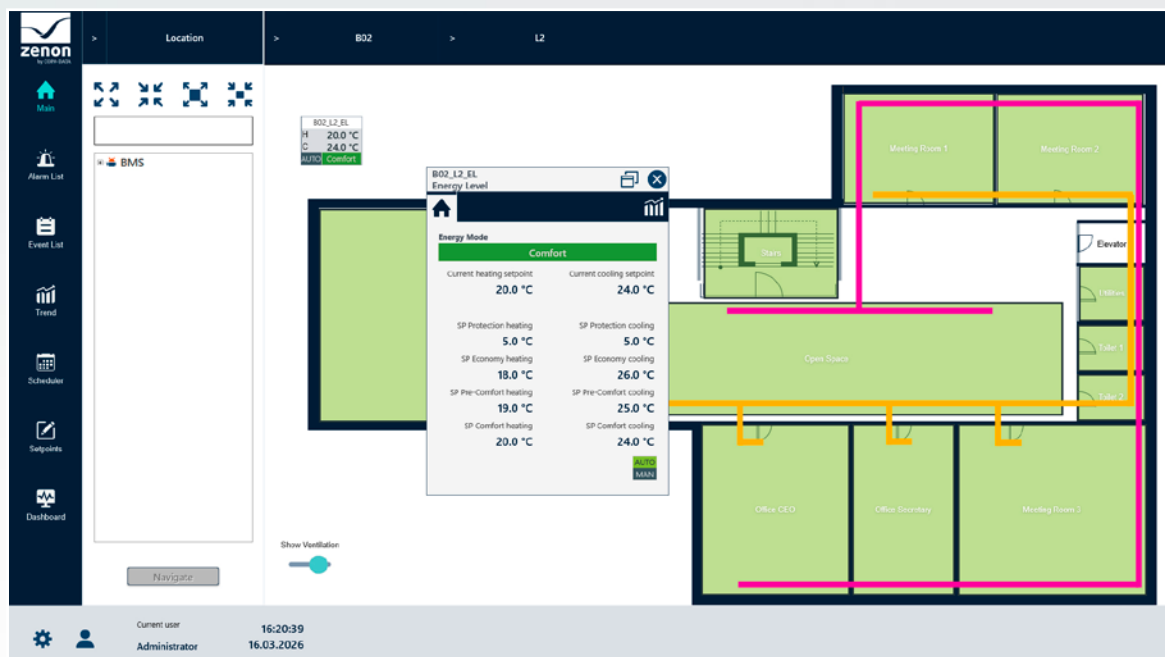 zenon
by COPA-DATA
>
Location
>
B02
>
L2
Main
Alarm List
Event List
Trend
Scheduler
Setpoints
Dashboard
BMS
Navigate
B02_L2_EL
H 20.0 °C
C 24.0 °C
AUTO Comfort
B02_L2_EL
Energy Level
Energy Mode
Comfort
Current heating setpoint Current cooling setpoint
20.0 °C 24.0 °C
SP Protection heating SP Protection cooling
5.0 °C 5.0 °C
SP Economy heating SP Economy cooling
18.0 °C 26.0 °C
SP Pre-Comfort heating SP Pre-Comfort cooling
19.0 °C 25.0 °C
SP Comfort heating SP Comfort cooling
20.0 °C 24.0 °C
AUTO
MAN
Meeting Room 1
Meeting Room 2
Stairs
Elevator
Utilities
Toilet 1
Open Space
Toilet 2
Office CEO
Office Secretary
Meeting Room 3
Show Ventilation
Current user
Administrator
16:20:39
16.03.2026